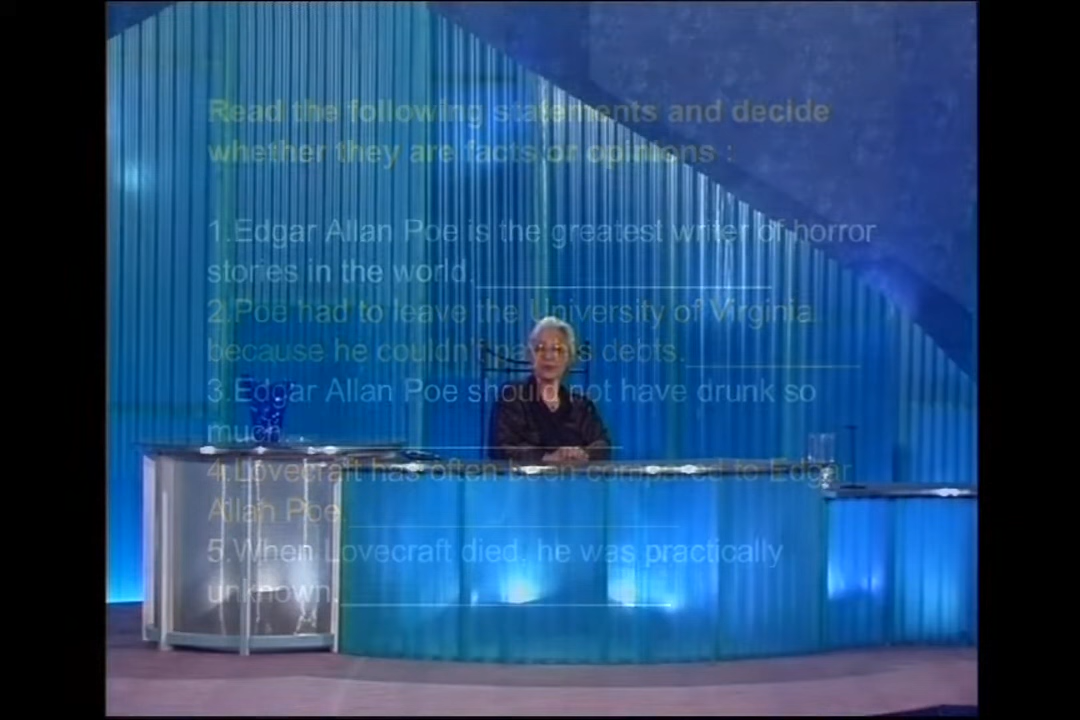 Read the following statements and decide
whether they are facts or opinions :
1.Edgar Allan Poe is the greatest writer of horror
stories in the world.
2.Poe had to leave the University of Virginia
because he couldn't pay his debts.
3.Edgar Allan Poe should not have drunk so
much.
4.Lovecraft has often been compared to Edgar
Allan Poe.
5.When Lovecraft died, he was practically
unknown.